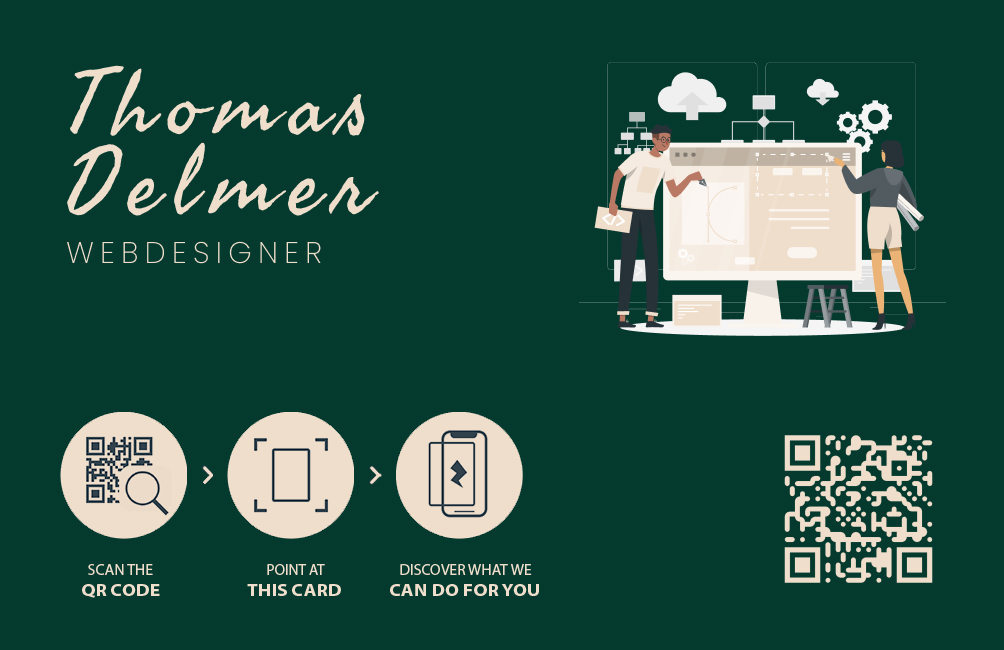 Thomas
Delmer
WEBDESIGNER
SCAN THE
QR CODE
POINT AT
THIS CARD
DISCOVER WHAT WE
CAN DO FOR YOU